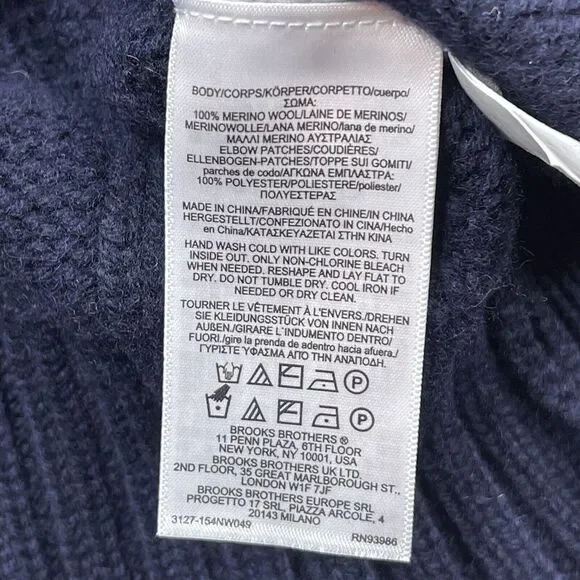 BODY/CORPS/KÖRPER/CORPETTO/cuerpo/
ΣΩΜΑ:
100% MERINO WOOL/LAINE DE MERINOS/
MERINOWOLLE/LANA MERINO/lana de merino/
ΜΑΛΛΙ ΜΕΡΙΝΟ ΑΥΣΤΡΑΛΙΑΣ
ELBOW PATCHES/COUDIÈRES/
ELLENBOGEN-PATCHES/TOPPE SUI GOMITI/
parches de codo/ΑΓΚΩΝΑ ΕΜΠΛΑΣΤΡΑ:
100% POLYESTER/POLIESTERE/poliester/
ΠΟΛΥΕΣΤΕΡΑΣ
MADE IN CHINA/FABRIQUÉ EN CHINE/IN CHINA
HERGESTELLT/CONFEZIONATO IN CINA/Hecho
en China/ΚΑΤΑΣΚΕΥΑΖΕΤΑΙ ΣΤΗΝ ΚΙΝΑ
HAND WASH COLD WITH LIKE COLORS. TURN
INSIDE OUT. ONLY NON-CHLORINE BLEACH
WHEN NEEDED. RESHAPE AND LAY FLAT TO
DRY. DO NOT TUMBLE DRY. COOL IRON IF
NEEDED OR DRY CLEAN.
TOURNER LE VÊTEMENT À L'ENVERS./DREHEN
SIE KLEIDUNGSSTÜCK VON INNEN NACH
AUßEN./GIRARE L'INDUMENTO DENTRO/
FUORI./gire la prenda de adentro hacia afuera./
ΓΥΡΙΣΤΕ ΎΦΑΣΜΑ ΑΠΟ ΤΗΝ ΑΝΑΠΟΔΗ.
P
P
BROOKS BROTHERS ®
11 PENN PLAZA, 6TH FLOOR
NEW YORK, NY 10001, USA
BROOKS BROTHERS UK LTD.
2ND FLOOR, 35 GREAT MARLBOROUGH ST.,
LONDON W1F 7JF
BROOKS BROTHERS EUROPE SRL
PROGETTO 17 SRL, PIAZZA ARCOLE, 4
20143 MILANO
3127-154NW049 RN93986